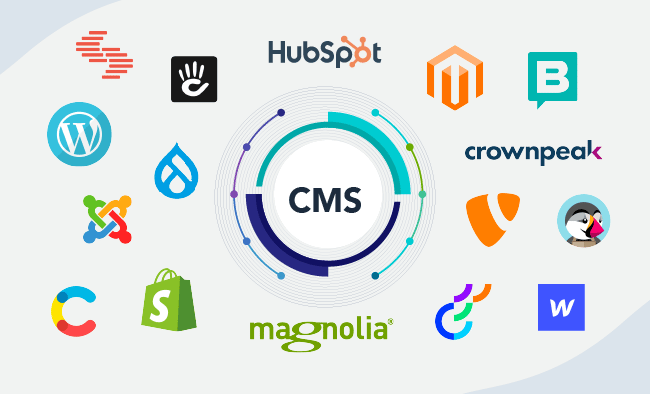 HubSpot
B
W
crownpeak
CMS
S
magnolia®
w